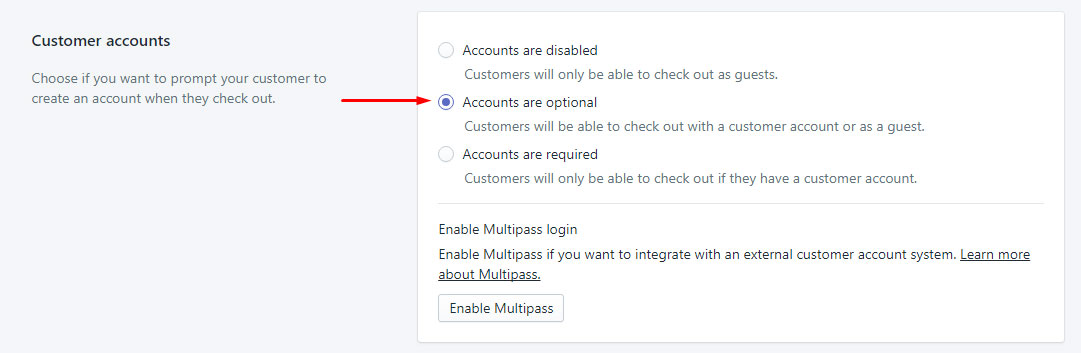 Customer accounts
Choose if you want to prompt your customer to
create an account when they check out.
Accounts are disabled
Customers will only be able to check out as guests.
Accounts are optional
Customers will be able to check out with a customer account or as a guest.
Accounts are required
Customers will only be able to check out if they have a customer account.
Enable Multipass login
Enable Multipass if you want to integrate with an external customer account system. Learn more
about Multipass.
Enable Multipass